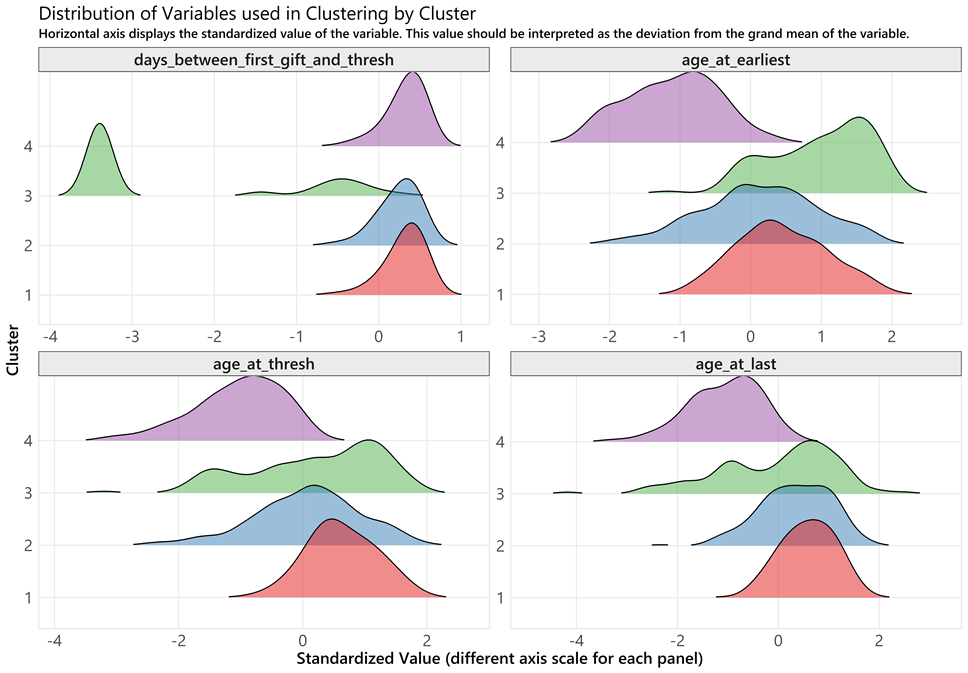 Distribution of Variables used in Clustering by Cluster
Horizontal axis displays the standardized value of the variable. This value should be interpreted as the deviation from the grand mean of the variable.
days_between_first_gift_and_thresh
age_at_earliest
4
3
2
1
-4 -3 -2 -1 0 1
4
3
2
1
-3 -2 -1 0 1 2
Cluster
age_at_thresh
age_at_last
4
3
2
1
-4 -2 0 2
4
3
2
1
-4 -2 0 2
Standardized Value (different axis scale for each panel)